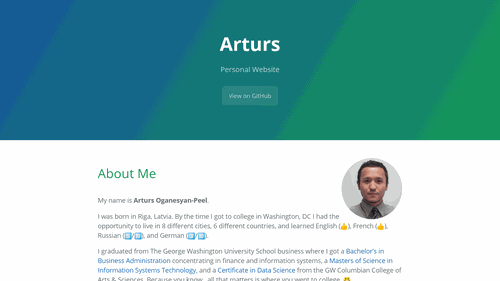 Arturs
Personal Website
View on GitHub
About Me
My name is Arturs Oganesyan-Peel.
I was born in Riga, Latvia. By the time I got to college in Washington, DC I had the
opportunity to live in 8 different cities, 6 different countries, and learned English (👍), French (👍),
Russian (🆗/🆒), and German (🆗/🆒).
I graduated from The George Washington University School business where I got a Bachelor's in
Business Administration concentrating in finance and information systems, a Masters of Science in
Information Systems Technology, and a Certificate in Data Science from the GW Columbian College of
Arts & Sciences. Because you know, all that matters is where you went to college.